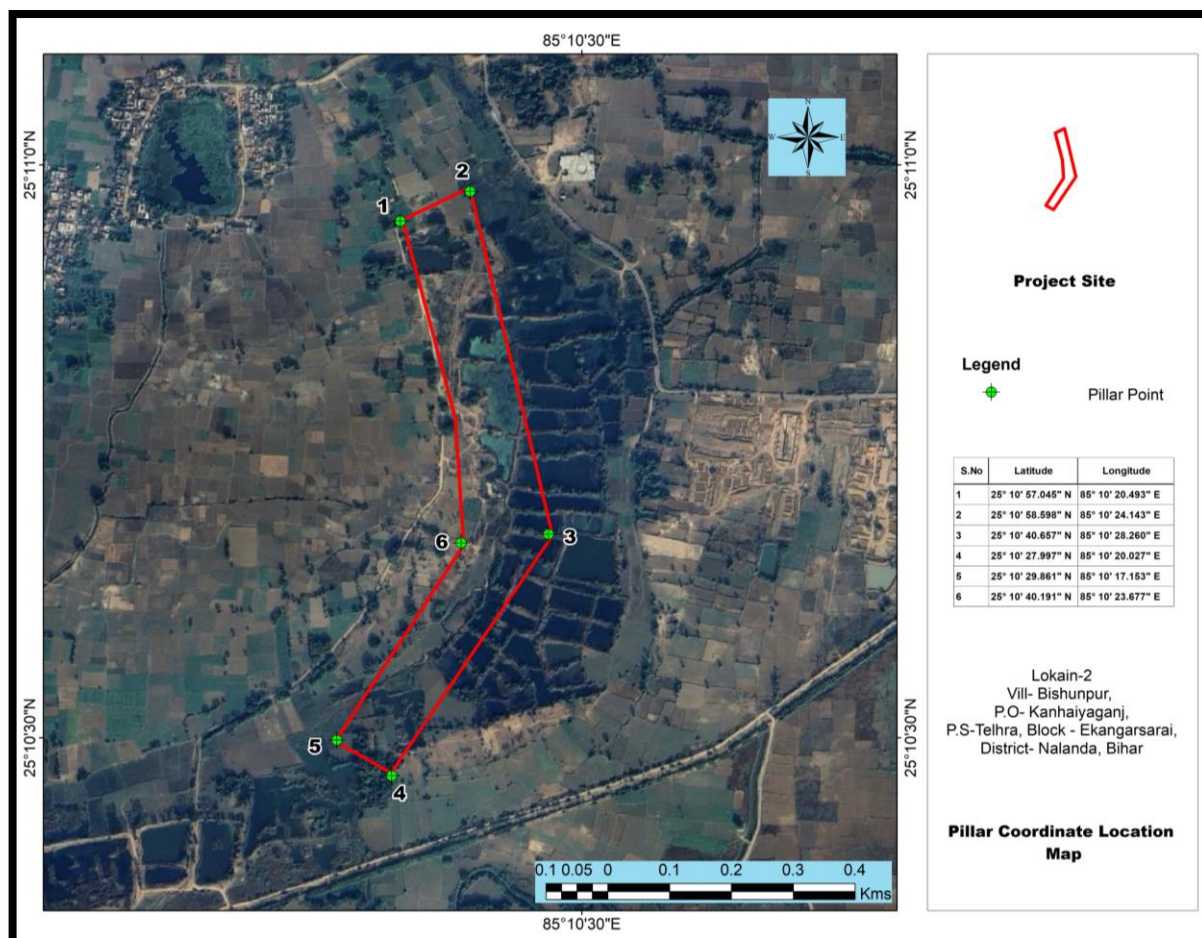 85°10'30"E
25°11'0"N
25°11'0"N
N
W E
S
2
1
3
6
5
4
25°10'30"N
25°10'30"N
0.1 0.05 0 0.1 0.2 0.3 0.4
Kms
85°10'30"E
Project Site
Legend
Pillar Point
S.No Latitude Longitude
1 25° 10' 57.045" N 85° 10' 20.493" E
2 25° 10' 58.598" N 85° 10' 24.143" E
3 25° 10' 40.657" N 85° 10' 28.260" E
4 25° 10' 27.997" N 85° 10' 20.027" E
5 25° 10' 29.861" N 85° 10' 17.153" E
6 25° 10' 40.191" N 85° 10' 23.677" E
Lokain-2
Vill- Bishunpur,
P.O- Kanhaiyaganj,
P.S-Telhra, Block - Ekangarsarai,
District- Nalanda, Bihar
Pillar Coordinate Location
Map